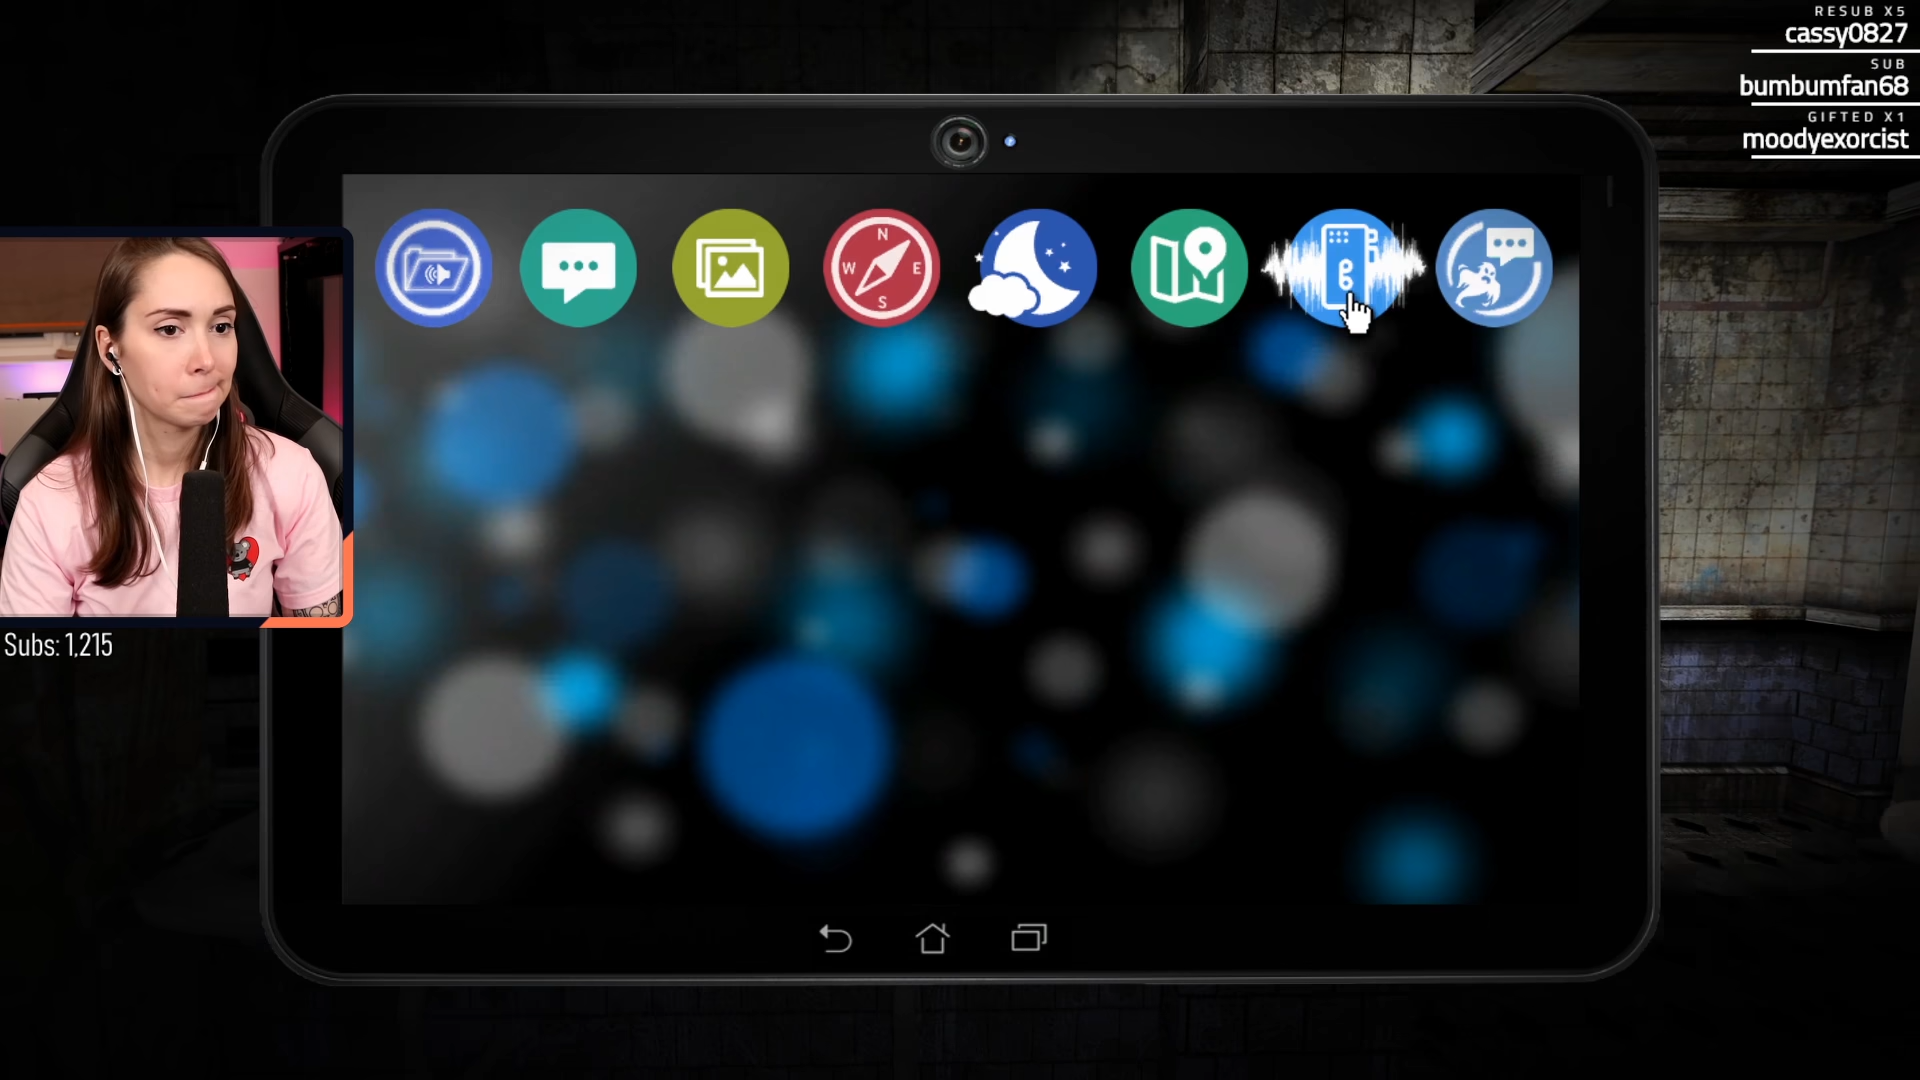 RESUB X5
cassy0827
SUB
bumbumfan68
GIFTED X1
moodyexorcist
N
W E
S
Subs: 1,215